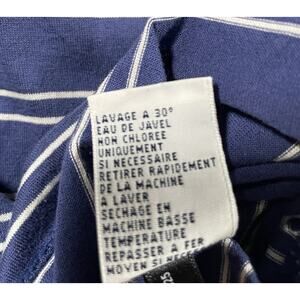 LAVAGE A 30°
EAU DE JAVEL
NON CHLOREE
UNIQUEMENT
SI NECESSAIRE
RETIRER RAPIDEMENT
DE LA MACHINE
A LAVER
SECHAGE EN
MACHINE BASSE
TEMPERATURE
REPASSER A FER
MOYEN SI NECES